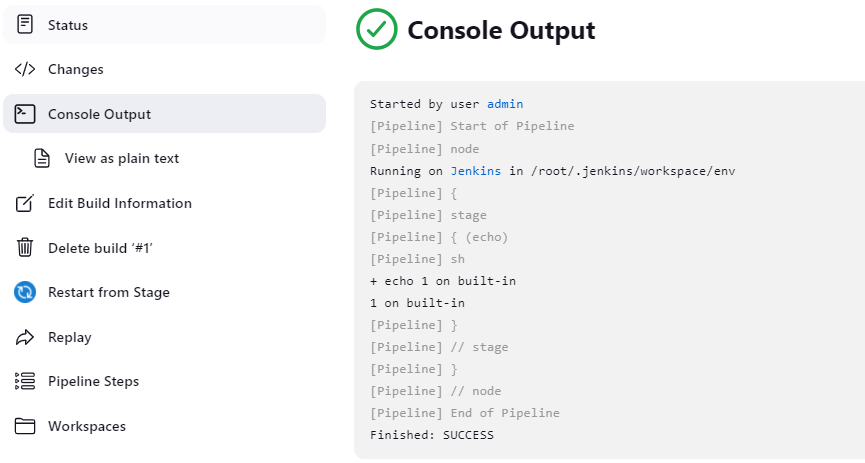 Status
Changes
Console Output
View as plain text
Edit Build Information
Delete build ‘#1’
Restart from Stage
Replay
Pipeline Steps
Workspaces
Console Output
Started by user admin
[Pipeline] Start of Pipeline
[Pipeline] node
Running on Jenkins in /root/.jenkins/workspace/env
[Pipeline] {
[Pipeline] stage
[Pipeline] { (echo)
[Pipeline] sh
+ echo 1 on built-in
1 on built-in
[Pipeline] }
[Pipeline] // stage
[Pipeline] }
[Pipeline] // node
[Pipeline] End of Pipeline
Finished: SUCCESS